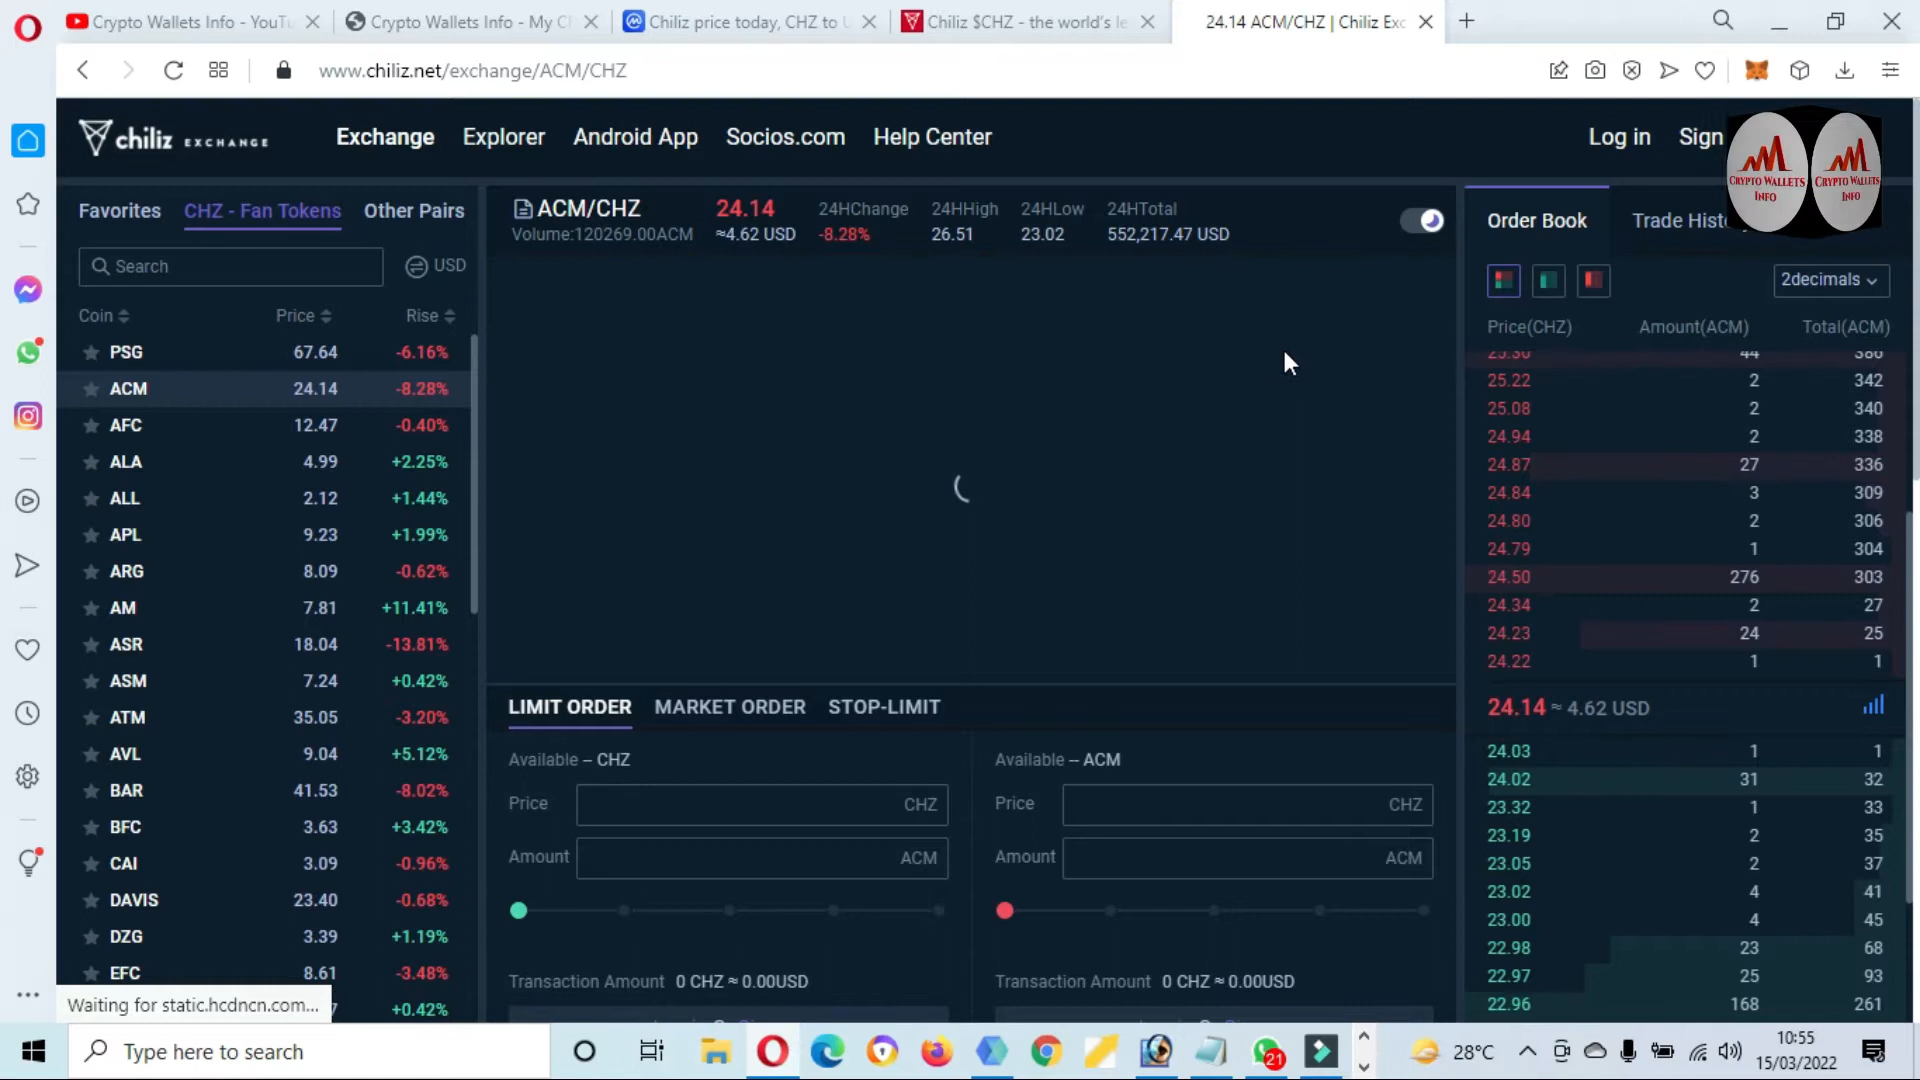 Crypto Wallets Info - YouTu
Crypto Wallets Info - My Cl
Chiliz price today, CHZ to U
Chiliz $CHZ - the world's le
24.14 ACM/CHZ | Chiliz Exc
www.chiliz.net/exchange/ACM/CHZ
chiliz EXCHANGE
Exchange
Explorer
Android App
Socios.com
Help Center
Log in
Sign
CRYPTO WALLETS INFO
CRYPTO WALLETS INFO
Favorites
CHZ - Fan Tokens
Other Pairs
Search
USD
Coin Price Rise
PSG 67.64 -6.16%
ACM 24.14 -8.28%
AFC 12.47 -0.40%
ALA 4.99 +2.25%
ALL 2.12 +1.44%
APL 9.23 +1.99%
ARG 8.09 -0.62%
AM 7.81 +11.41%
ASR 18.04 -13.81%
ASM 7.24 +0.42%
ATM 35.05 -3.20%
AVL 9.04 +5.12%
BAR 41.53 -8.02%
BFC 3.63 +3.42%
CAI 3.09 -0.96%
DAVIS 23.40 -0.68%
DZG 3.39 +1.19%
EFC 8.61 -3.48%
+0.42%
Waiting for static.hcdncn.com...
ACM/CHZ 24.14 24HChange 24HHigh 24HLow 24HTotal
Volume:120269.00ACM ≈4.62 USD -8.28% 26.51 23.02 552,217.47 USD
LIMIT ORDER MARKET ORDER STOP-LIMIT
Available -- CHZ
Price CHZ
Amount ACM
Transaction Amount 0 CHZ ≈ 0.00USD
Available -- ACM
Price CHZ
Amount ACM
Transaction Amount 0 CHZ ≈ 0.00USD
Order Book
Trade Histo
2decimals
Price(CHZ) Amount(ACM) Total(ACM)
25.30 44 386
25.22 2 342
25.08 2 340
24.94 2 338
24.87 27 336
24.84 3 309
24.80 2 306
24.79 1 304
24.50 276 303
24.34 2 27
24.23 24 25
24.22 1 1
24.14 ≈ 4.62 USD
24.03 1 1
24.02 31 32
23.32 1 33
23.19 2 35
23.05 2 37
23.02 4 41
23.00 4 45
22.98 23 68
22.97 25 93
22.96 168 261
Type here to search
21
28°C
10:55
15/03/2022